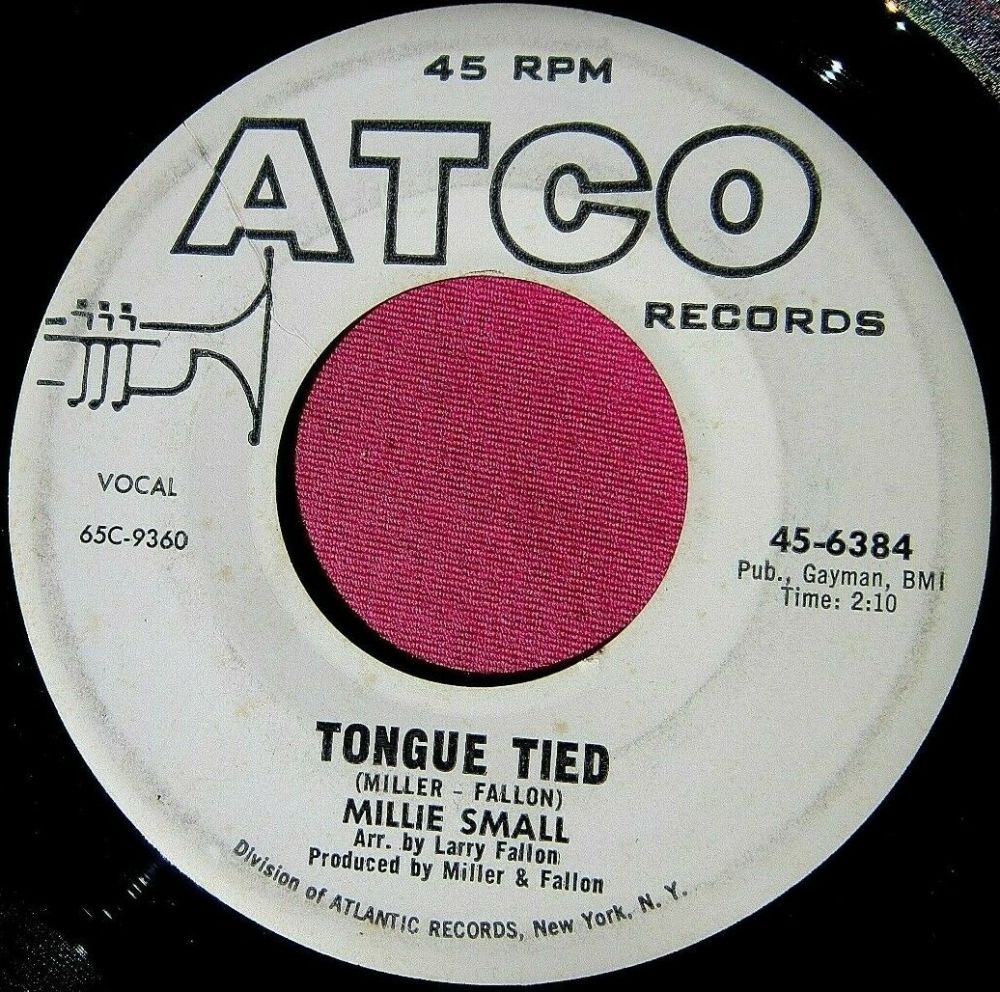 45 RPM
ATCO
RECORDS
VOCAL
65C-9360
45-6384
Pub., Gayman, BMI
Time: 2:10
TONGUE TIED
(MILLER - FALLON)
MILLIE SMALL
Arr. by Larry Fallon
Produced by Miller & Fallon
Division of ATLANTIC RECORDS, New York, N. Y.